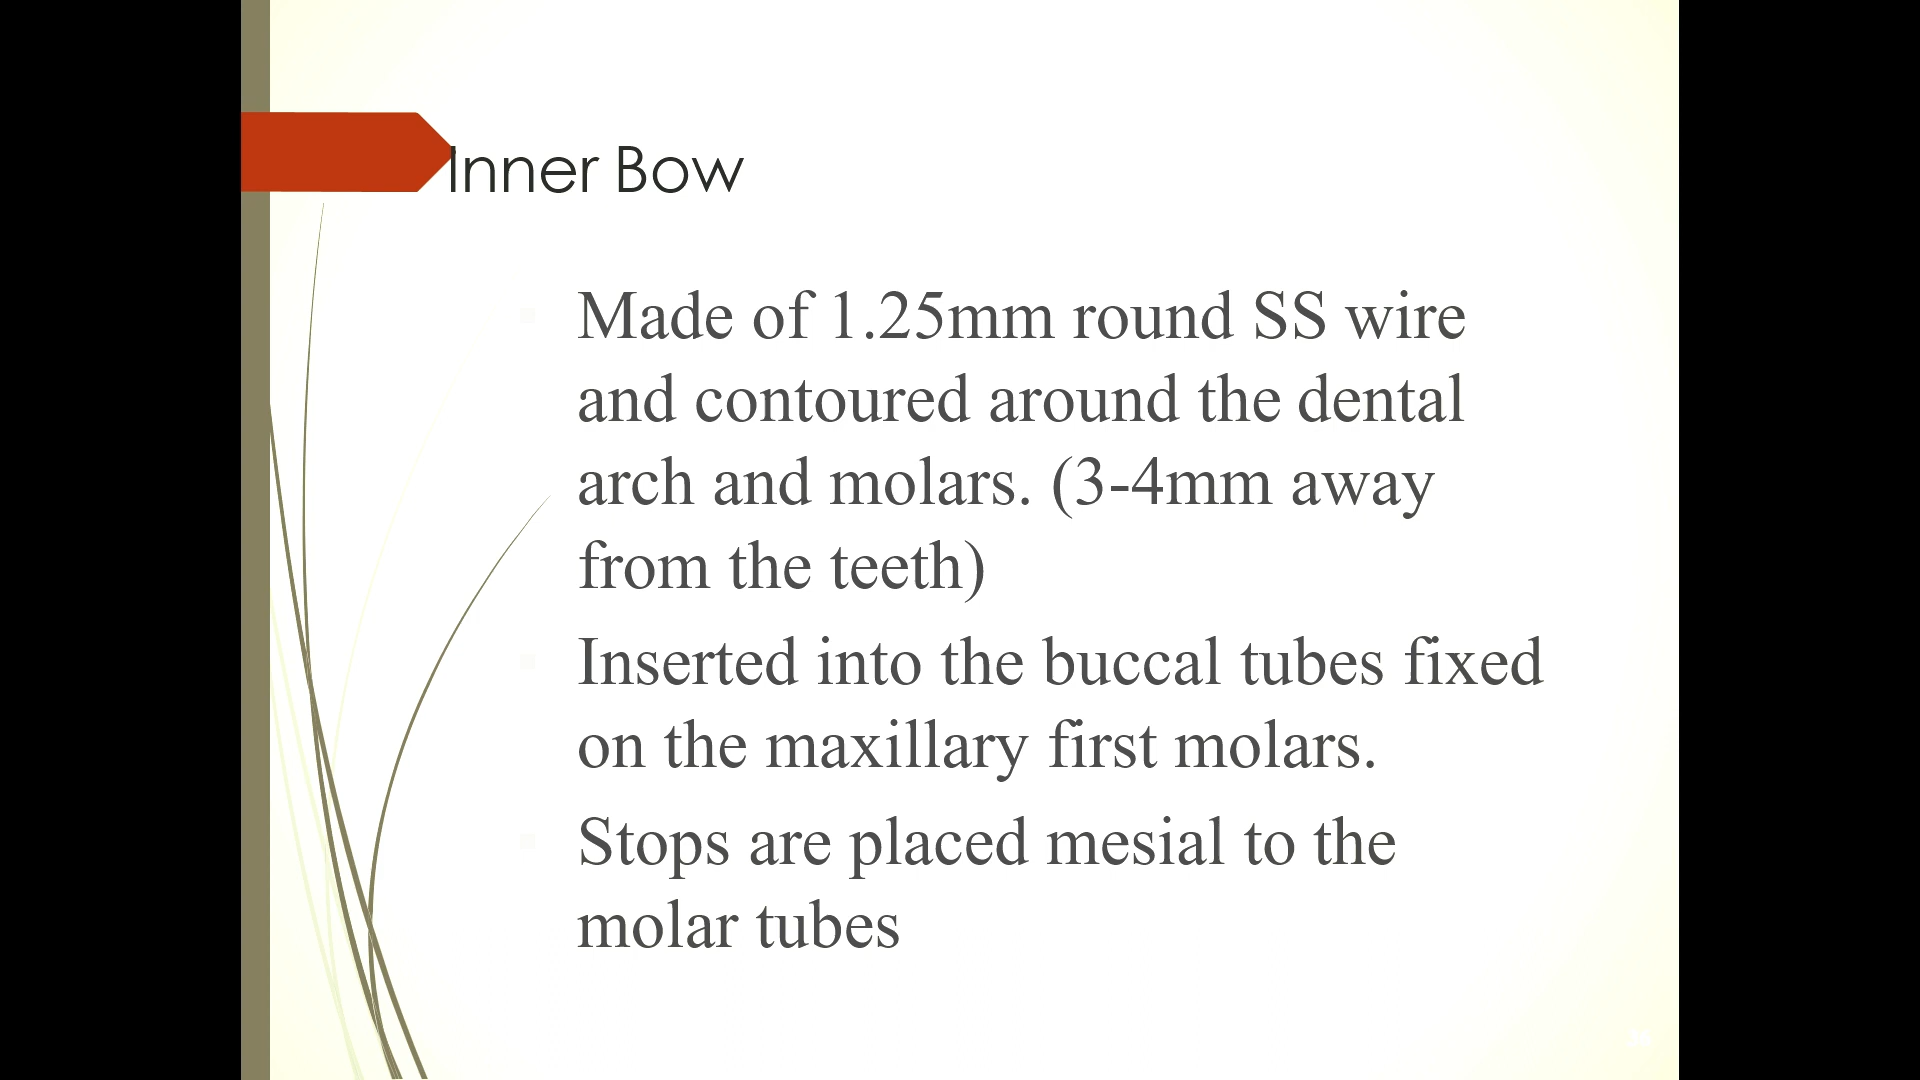 Inner Bow
Made of 1.25mm round SS wire
and contoured around the dental
arch and molars. (3-4mm away
from the teeth)
Inserted into the buccal tubes fixed
on the maxillary first molars.
Stops are placed mesial to the
molar tubes